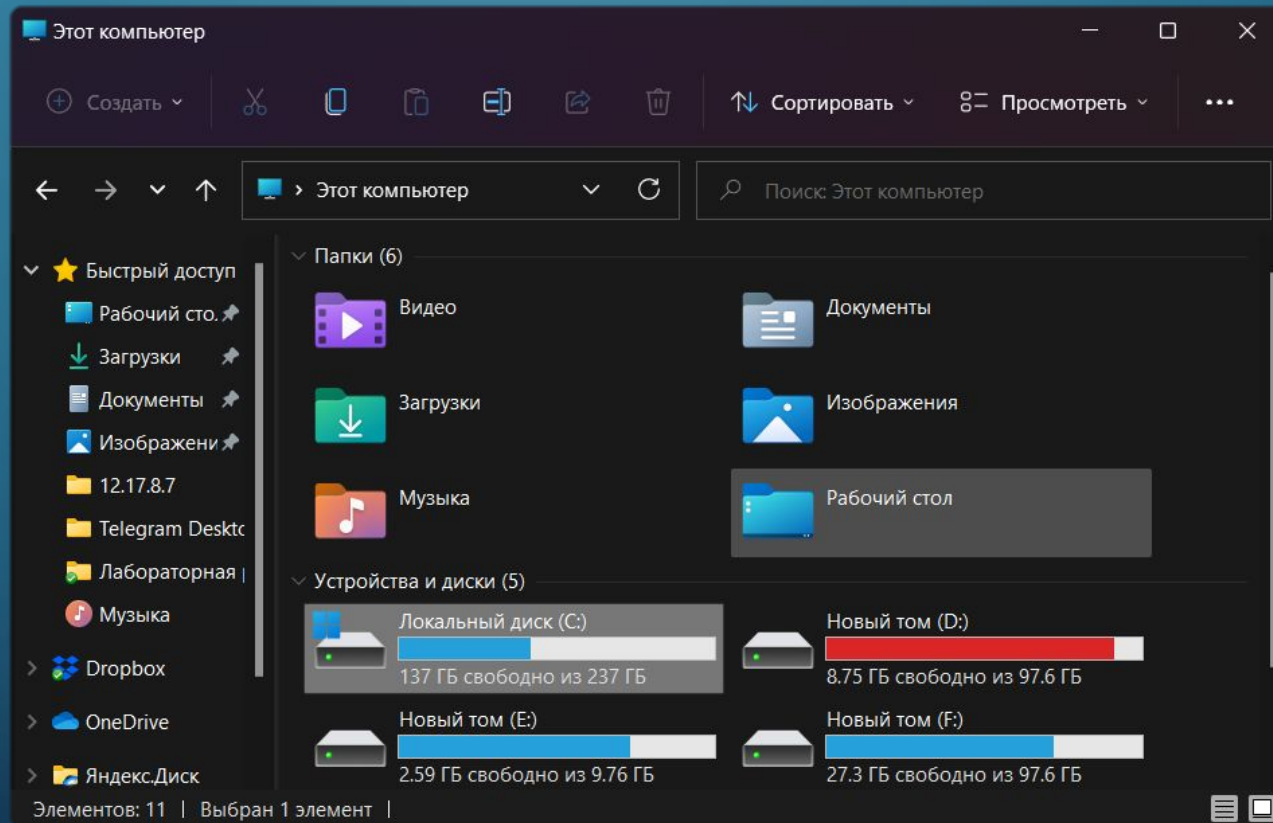 Этот компьютер
Создать
Сортировать
Просмотреть
Этот компьютер
Поиск: Этот компьютер
Быстрый доступ
Рабочий сто.
Загрузки
Документы
Изображени
12.17.8.7
Telegram Deskto
Лабораторная
Музыка
Dropbox
OneDrive
Яндекс.Диск
Папки (6)
Видео
Документы
Загрузки
Изображения
Музыка
Рабочий стол
Устройства и диски (5)
Локальный диск (C:)
137 ГБ свободно из 237 ГБ
Новый том (D:)
8.75 ГБ свободно из 97.6 ГБ
Новый том (E:)
2.59 ГБ свободно из 9.76 ГБ
Новый том (F:)
27.3 ГБ свободно из 97.6 ГБ
Элементов: 11 | Выбран 1 элемент |